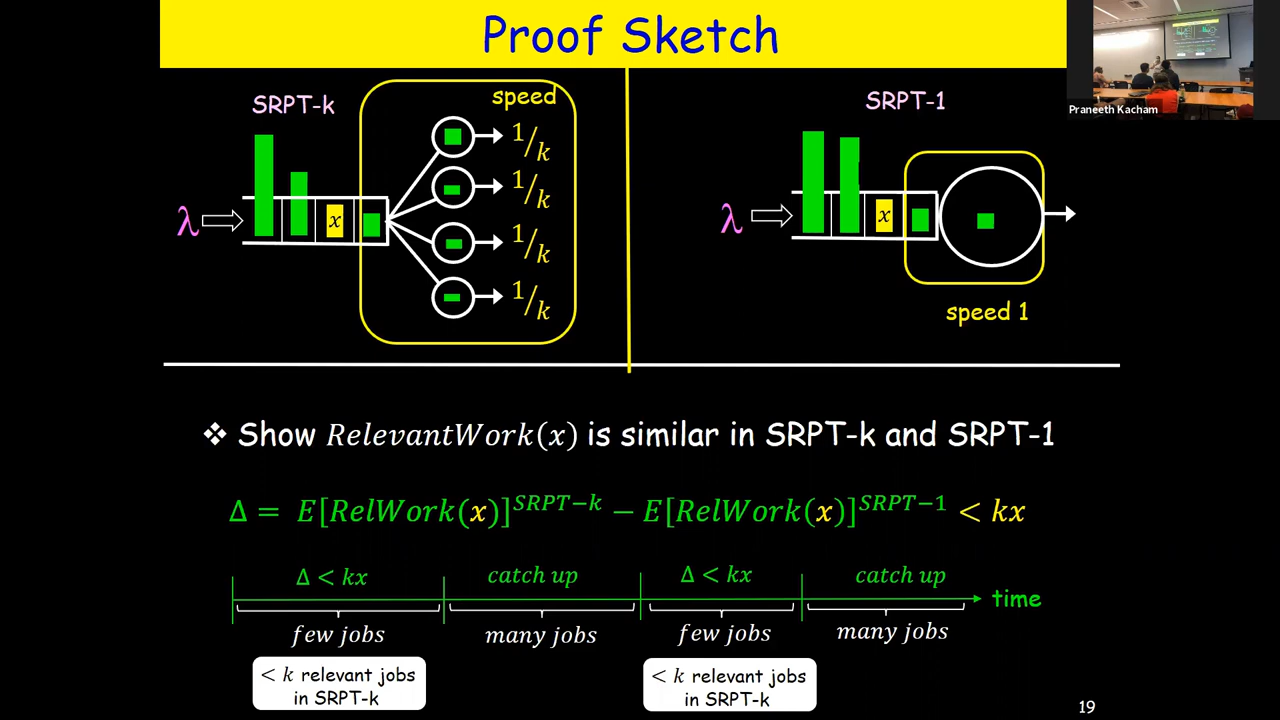 Proof Sketch
Praneeth Kacham
SRPT-k
speed
1/k
1/k
1/k
1/k
λ
x
SRPT-1
λ
x
speed 1
❖ Show RelevantWork(x) is similar in SRPT-k and SRPT-1
Δ = E[RelWork(x)]^{SRPT−k} − E[RelWork(x)]^{SRPT−1} < kx
Δ < kx catch up Δ < kx catch up
time
few jobs many jobs few jobs many jobs
< k relevant jobs
in SRPT-k
< k relevant jobs
in SRPT-k
19